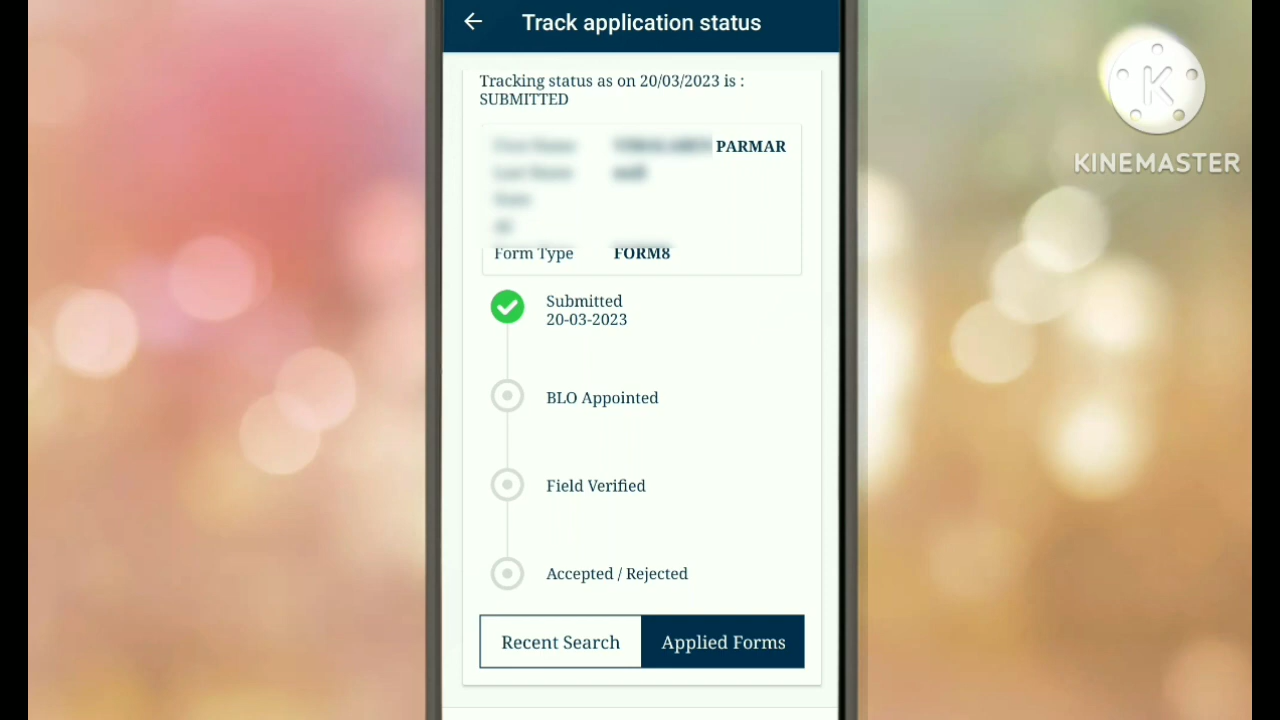 Track application status
Tracking status as on 20/03/2023 is :
SUBMITTED
PARMAR
Form Type FORM8
Submitted
20-03-2023
BLO Appointed
Field Verified
Accepted / Rejected
Recent Search Applied Forms
K
KINEMASTER